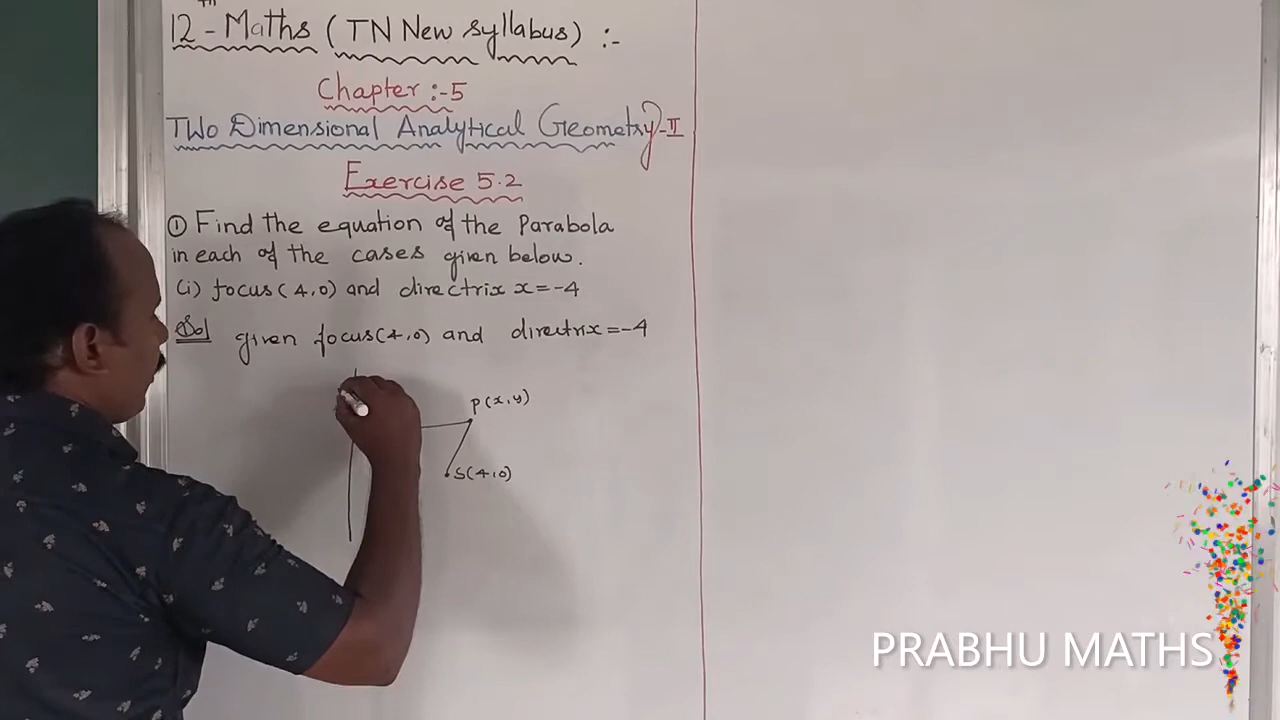 12th - Maths (TN New syllabus) :-
Chapter :-5
Two Dimensional Analytical Geometry-II
Exercise 5.2
① Find the equation of the Parabola
in each of the cases given below.
(i) focus(4,0) and directrix x=-4
Sol given focus(4,0) and directrix=-4
P(x,y)
S(4,0)
PRABHU MATHS